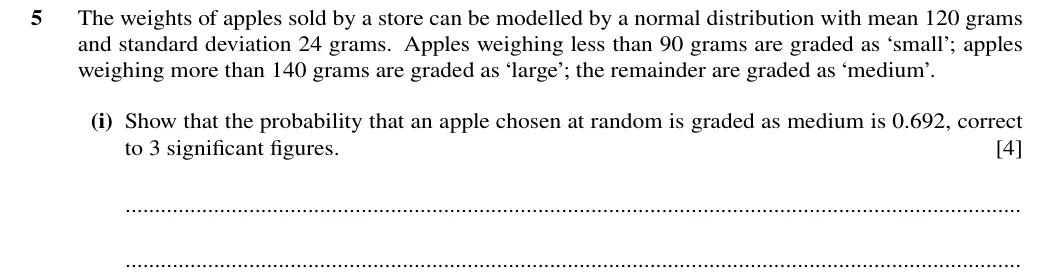 5 The weights of apples sold by a store can be modelled by a normal distribution with mean 120 grams
and standard deviation 24 grams. Apples weighing less than 90 grams are graded as ‘small’; apples
weighing more than 140 grams are graded as ‘large’; the remainder are graded as ‘medium’.
(i) Show that the probability that an apple chosen at random is graded as medium is 0.692, correct
to 3 significant figures. [4]